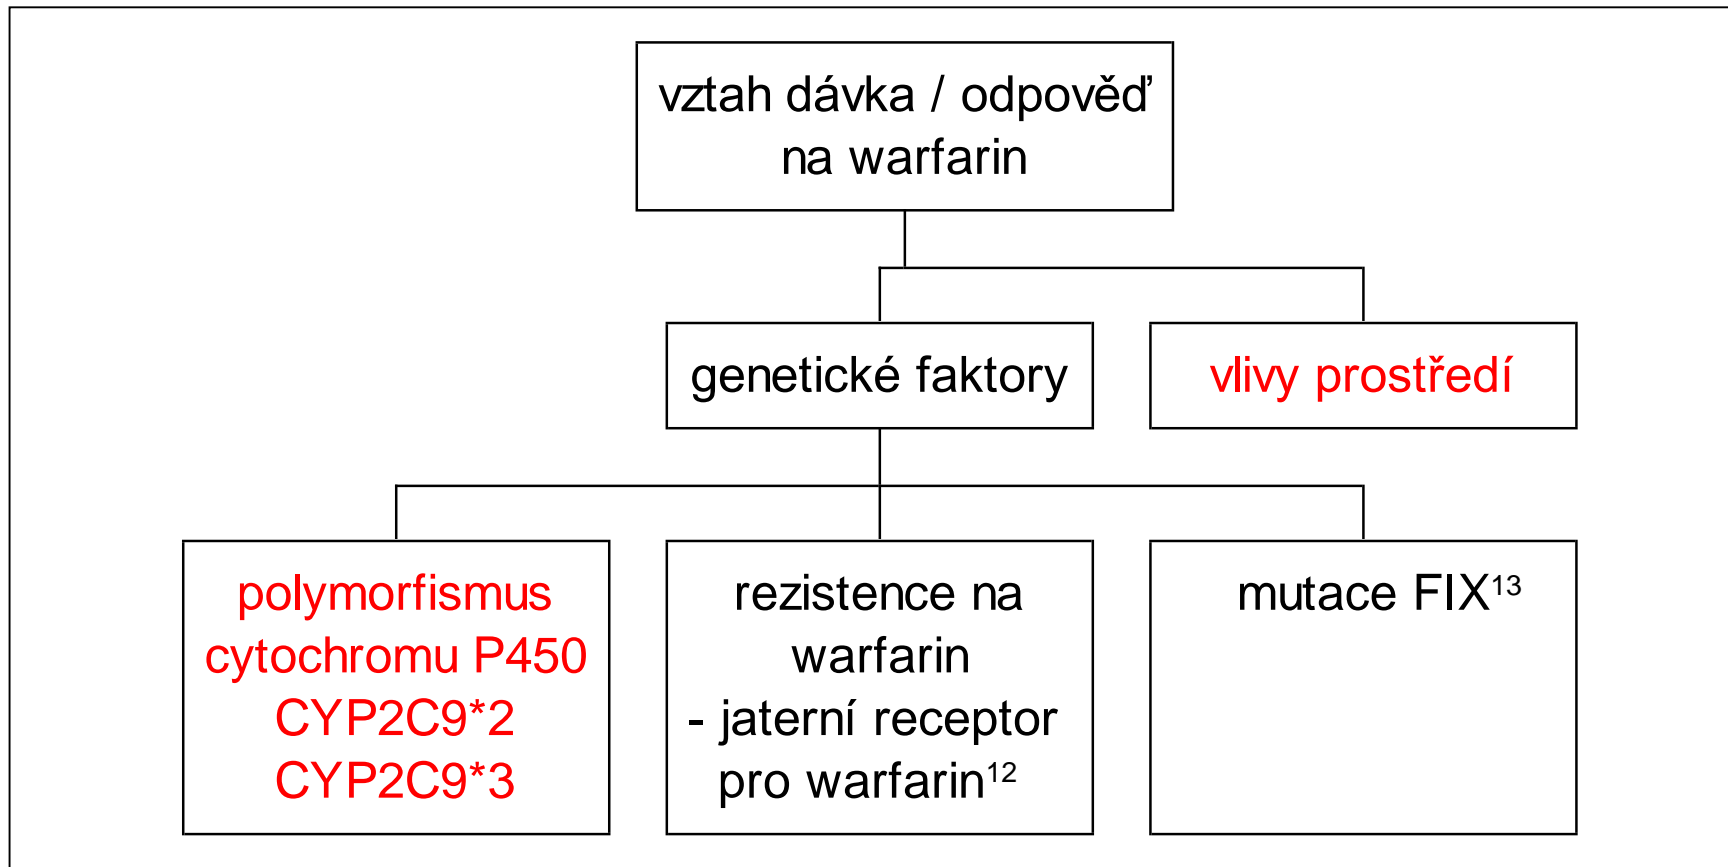 vztah dávka / odpověď
na warfarin
genetické faktory
vlivy prostředí
polymorfismus
cytochromu P450
CYP2C9*2
CYP2C9*3
rezistence na
warfarin
- jaterní receptor
pro warfarin¹²
mutace FIX¹³